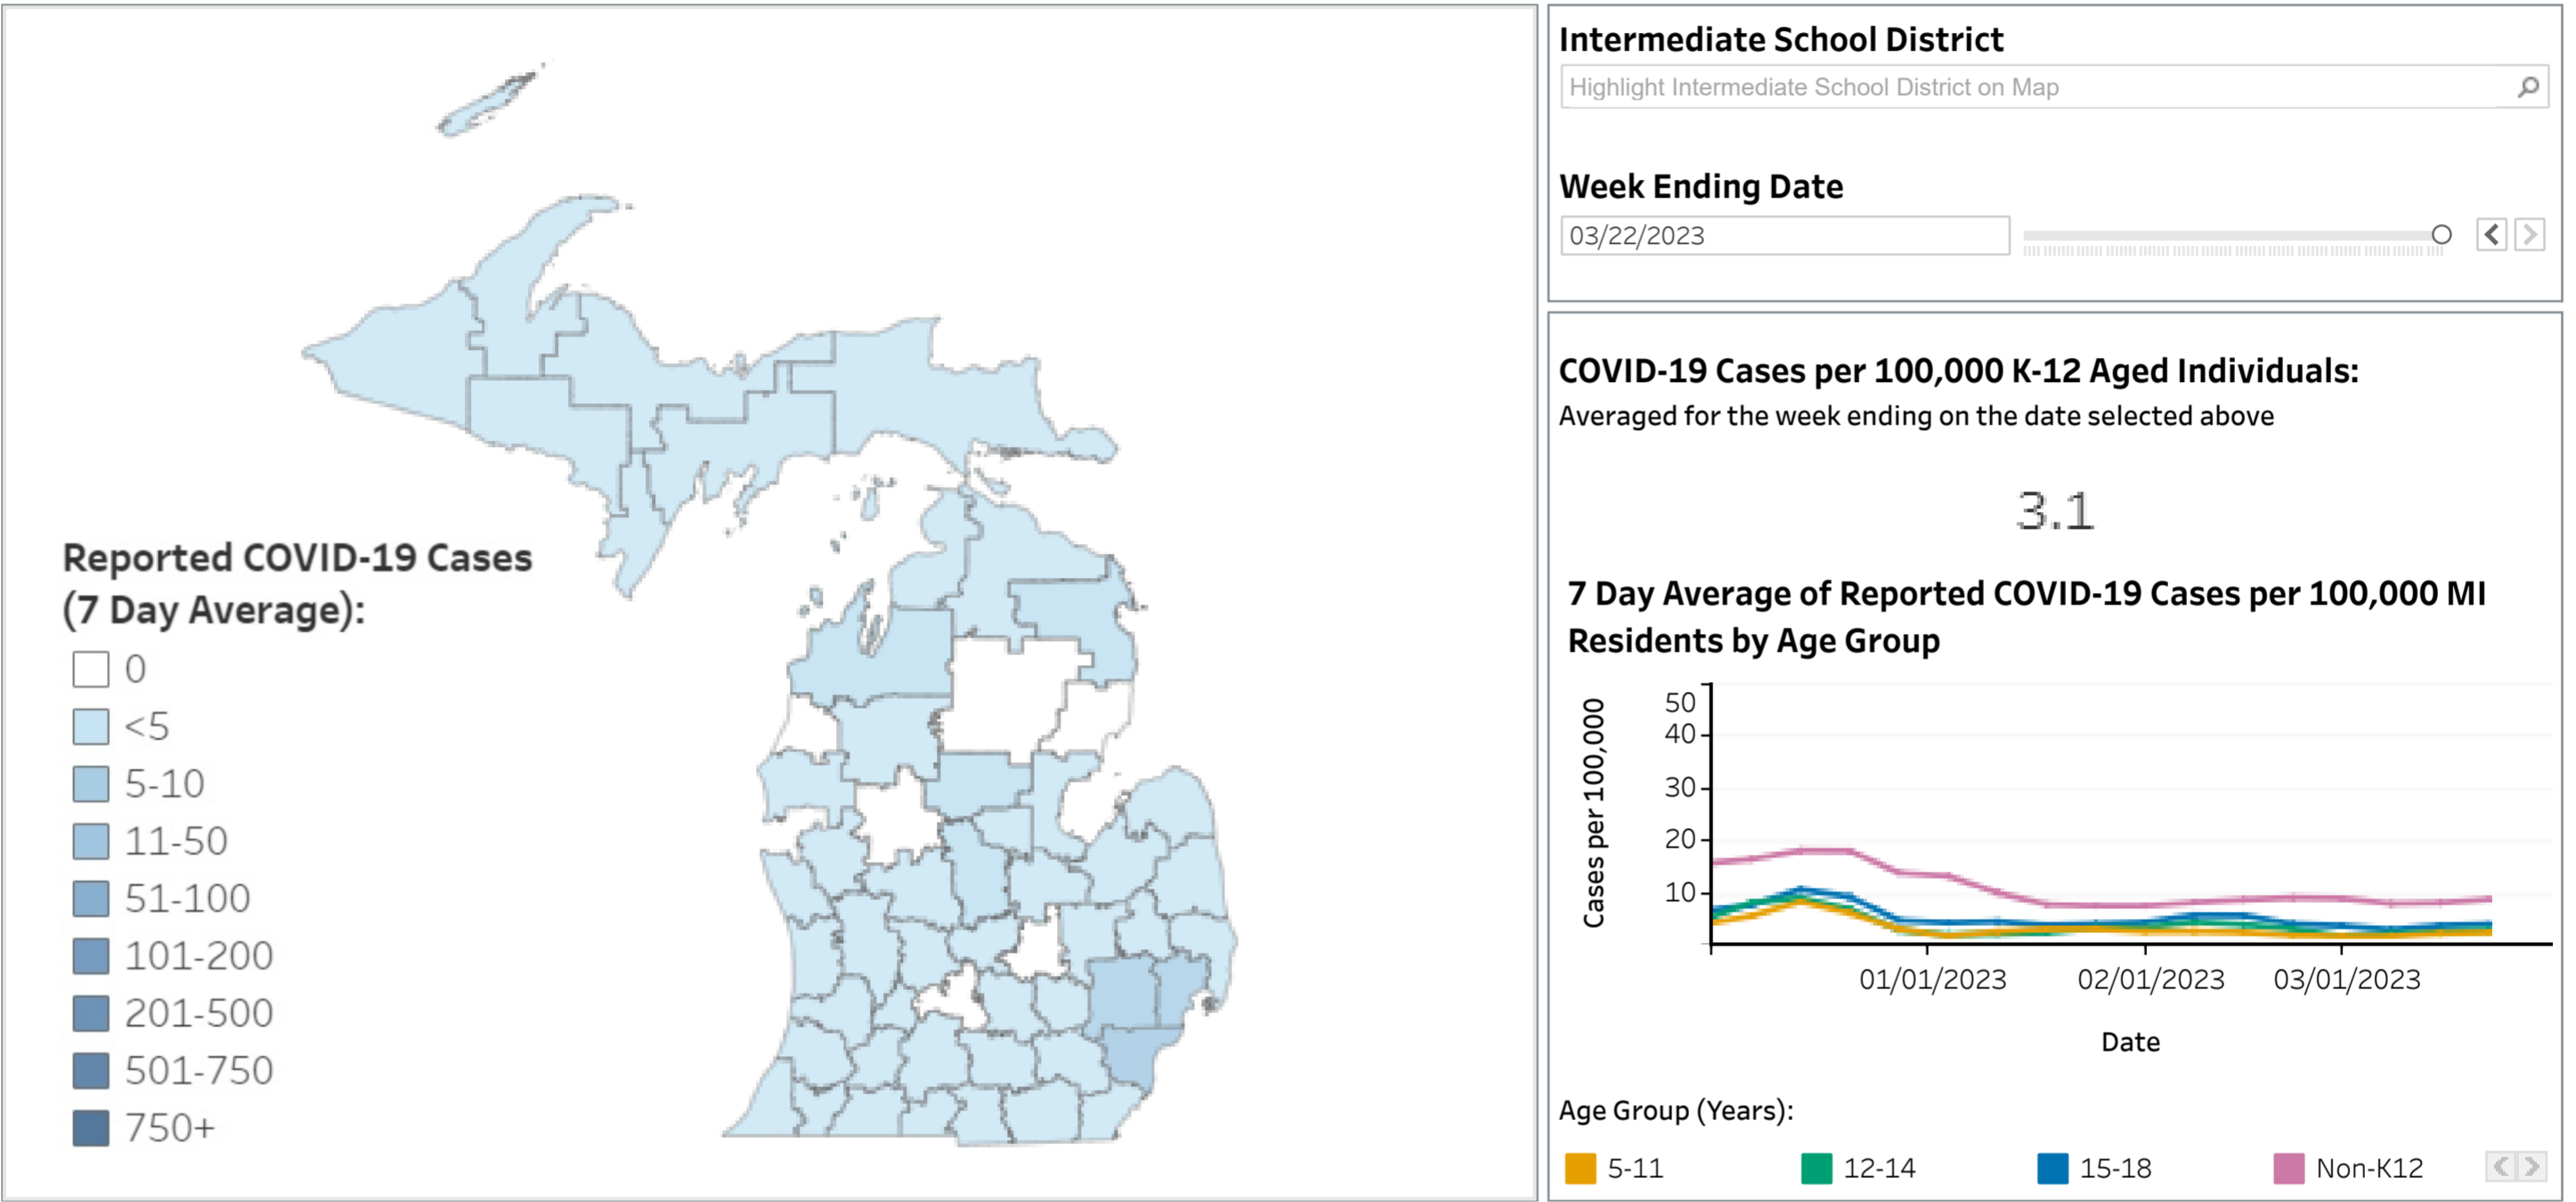 Reported COVID-19 Cases
(7 Day Average):
0
<5
5-10
11-50
51-100
101-200
201-500
501-750
750+
Intermediate School District
Highlight Intermediate School District on Map
Week Ending Date
03/22/2023
COVID-19 Cases per 100,000 K-12 Aged Individuals:
Averaged for the week ending on the date selected above
3.1
7 Day Average of Reported COVID-19 Cases per 100,000 MI
Residents by Age Group
Cases per 100,000
50
40
30
20
10
01/01/2023 02/01/2023 03/01/2023
Date
Age Group (Years):
5-11 12-14 15-18 Non-K12